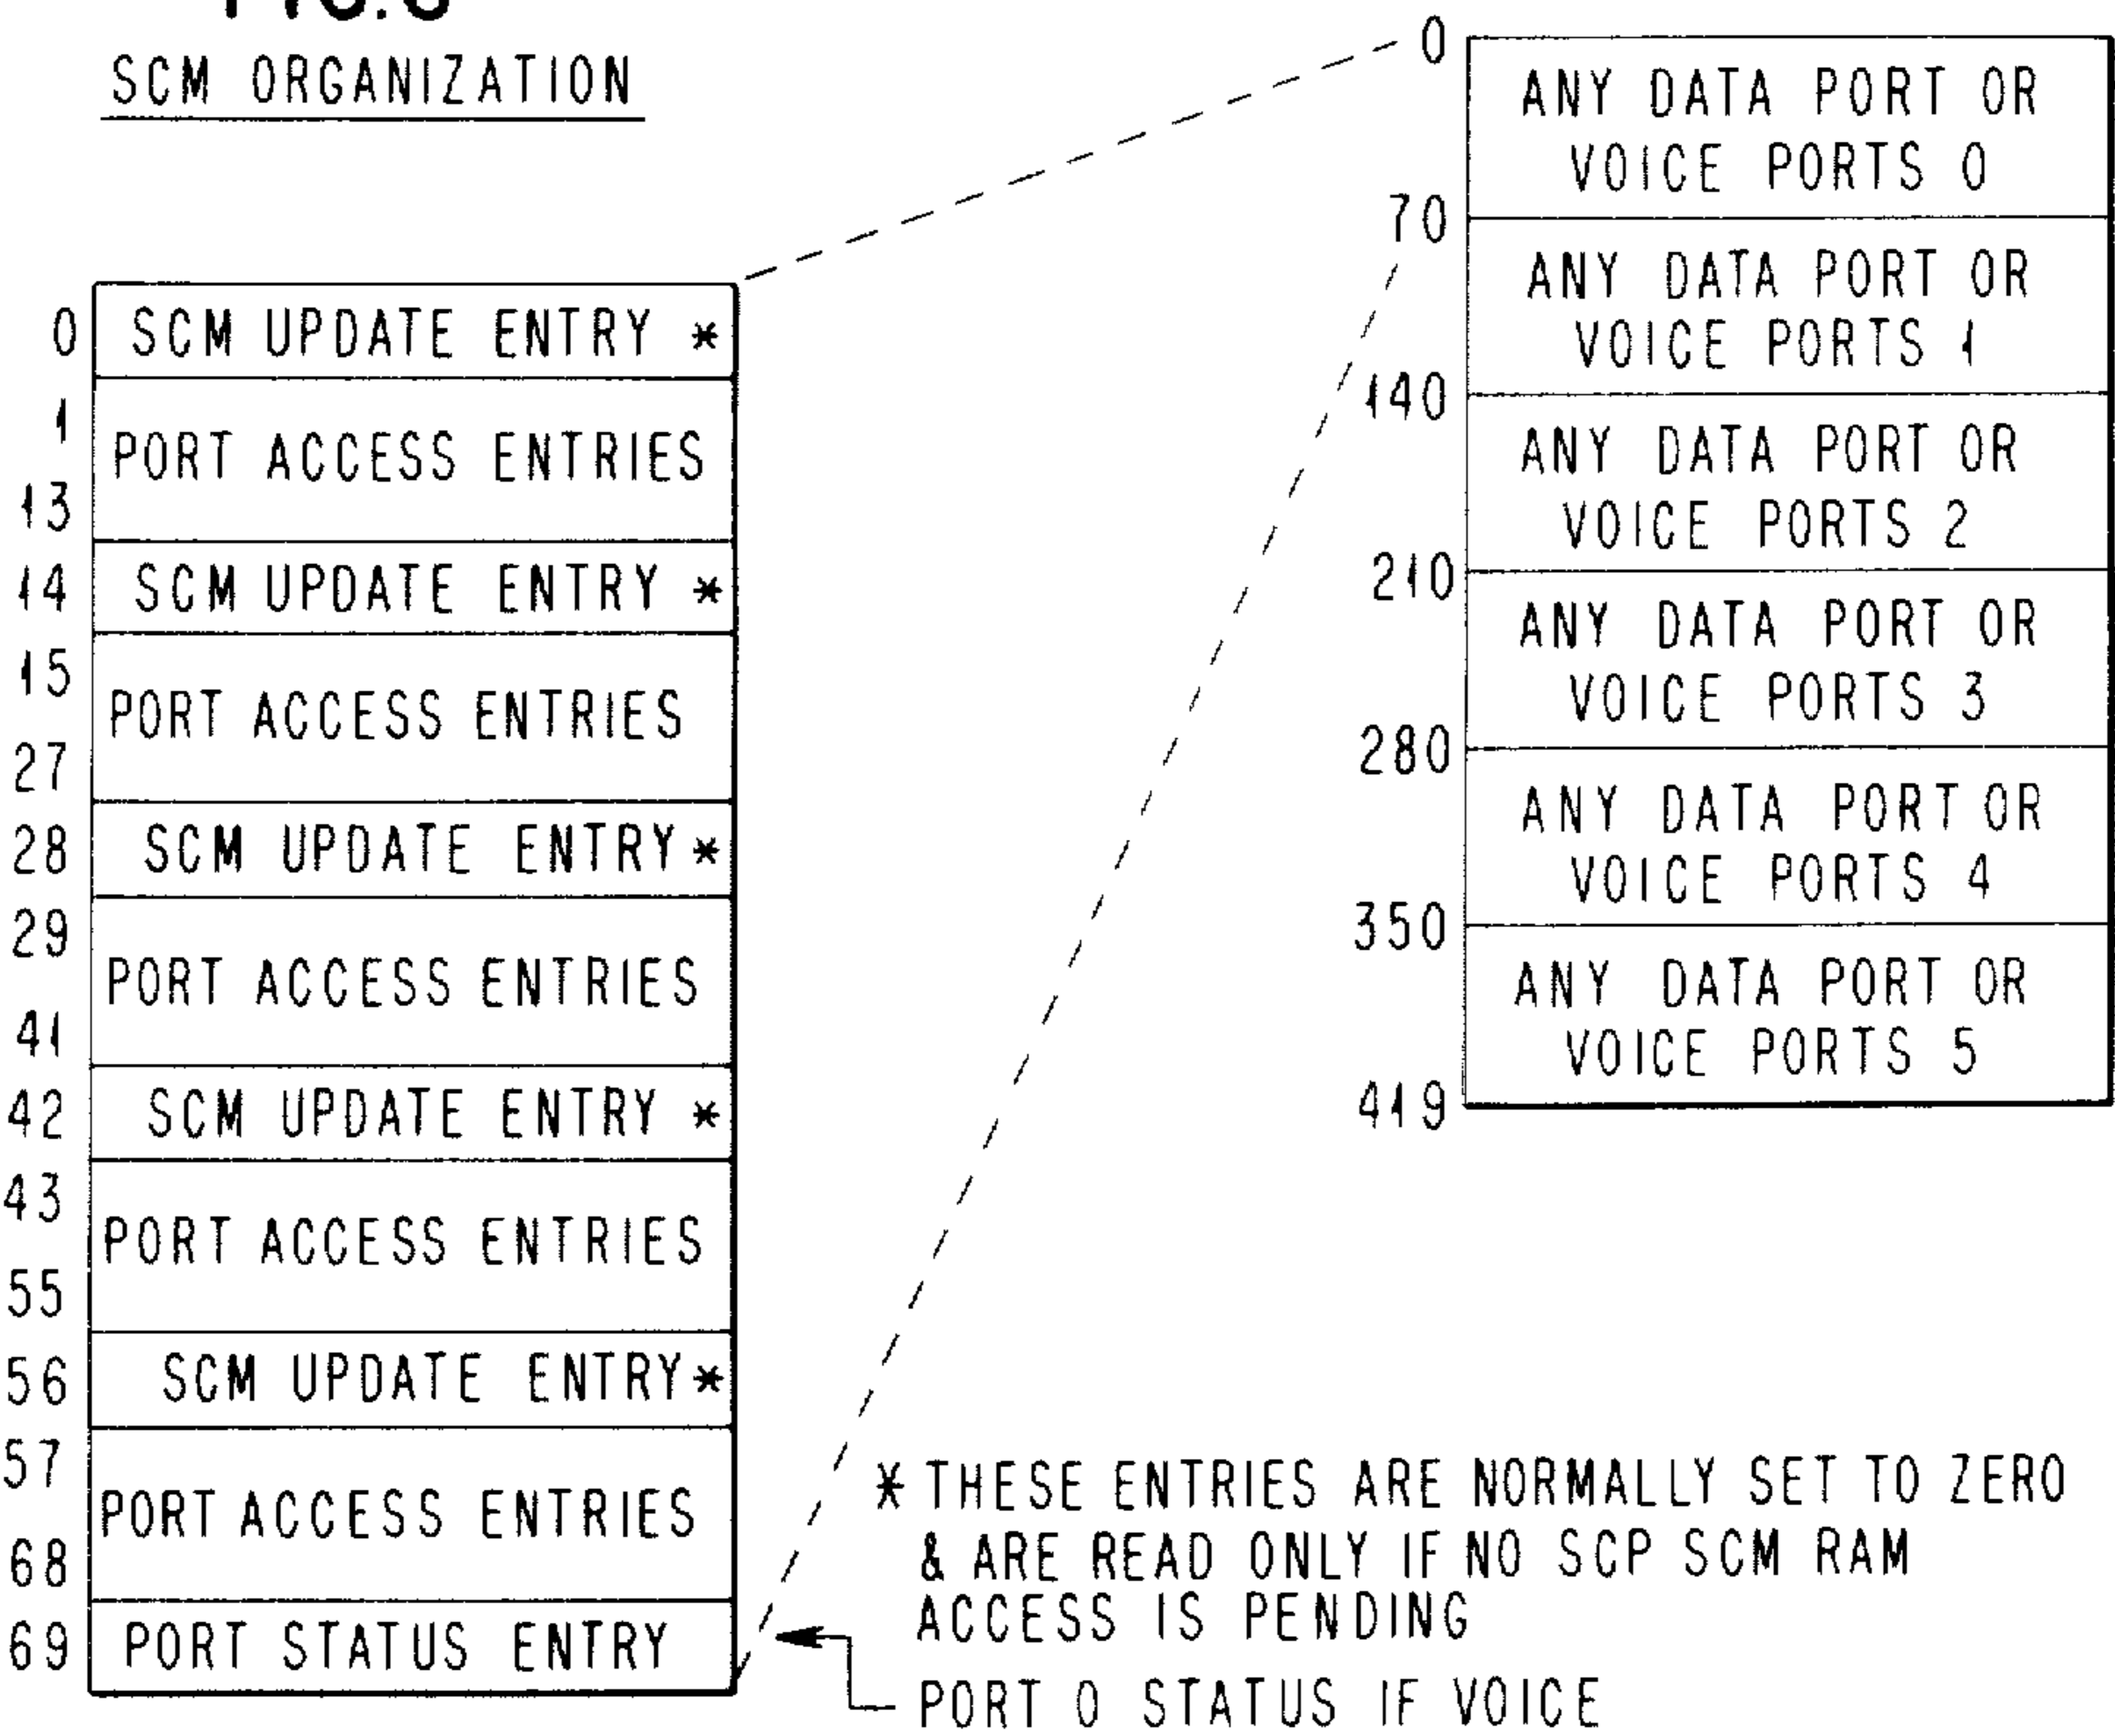 SCM ORGANIZATION
0 SCM UPDATE ENTRY *
1
PORT ACCESS ENTRIES
13
14 SCM UPDATE ENTRY *
15
PORT ACCESS ENTRIES
27
28 SCM UPDATE ENTRY *
29
PORT ACCESS ENTRIES
41
42 SCM UPDATE ENTRY *
43
PORT ACCESS ENTRIES
55
56 SCM UPDATE ENTRY *
57
PORT ACCESS ENTRIES
68
69 PORT STATUS ENTRY
0
ANY DATA PORT OR
VOICE PORTS 0
70
ANY DATA PORT OR
VOICE PORTS 1
140
ANY DATA PORT OR
VOICE PORTS 2
210
ANY DATA PORT OR
VOICE PORTS 3
280
ANY DATA PORT OR
VOICE PORTS 4
350
ANY DATA PORT OR
VOICE PORTS 5
419
* THESE ENTRIES ARE NORMALLY SET TO ZERO
& ARE READ ONLY IF NO SCP SCM RAM
ACCESS IS PENDING
PORT 0 STATUS IF VOICE